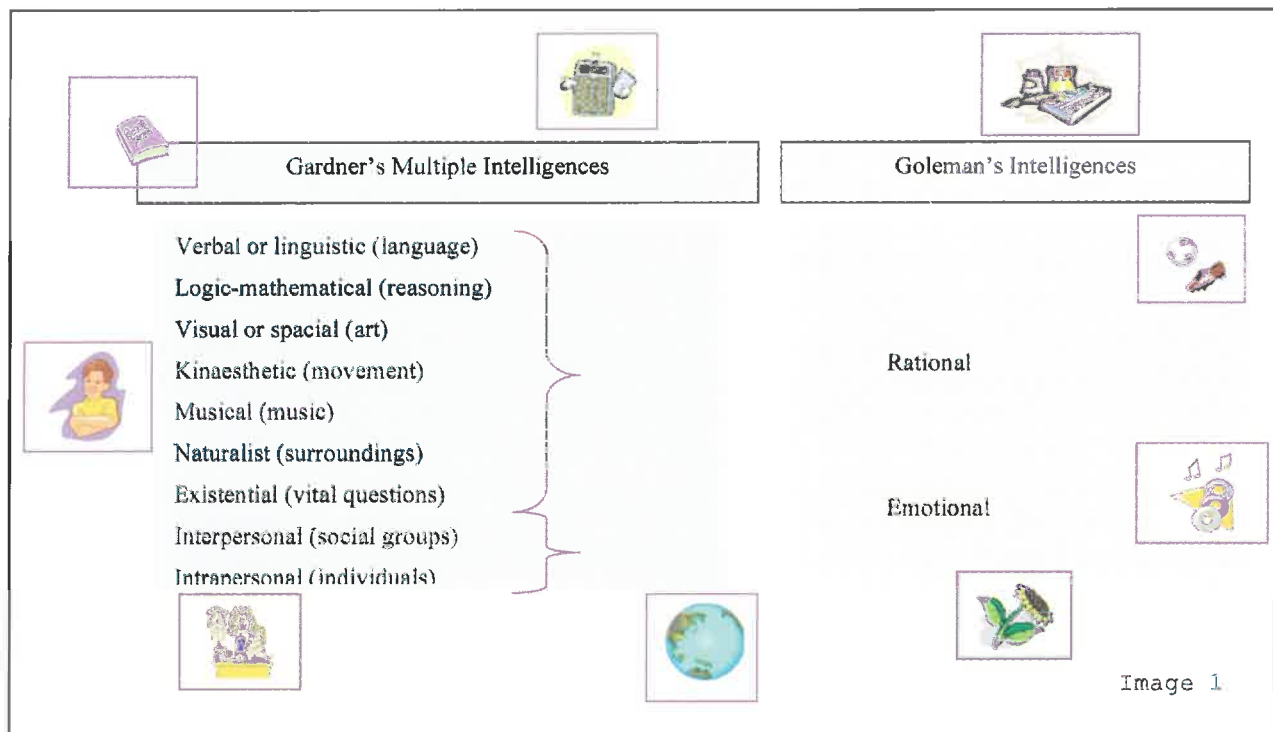 Gardner's Multiple Intelligences
Goleman's Intelligences
Verbal or linguistic (language)
Logic-mathematical (reasoning)
Visual or spacial (art)
Kinaesthetic (movement)
Musical (music)
Naturalist (surroundings)
Existential (vital questions)
Interpersonal (social groups)
Intrapersonal (individuals)
Rational
Emotional
Image 1